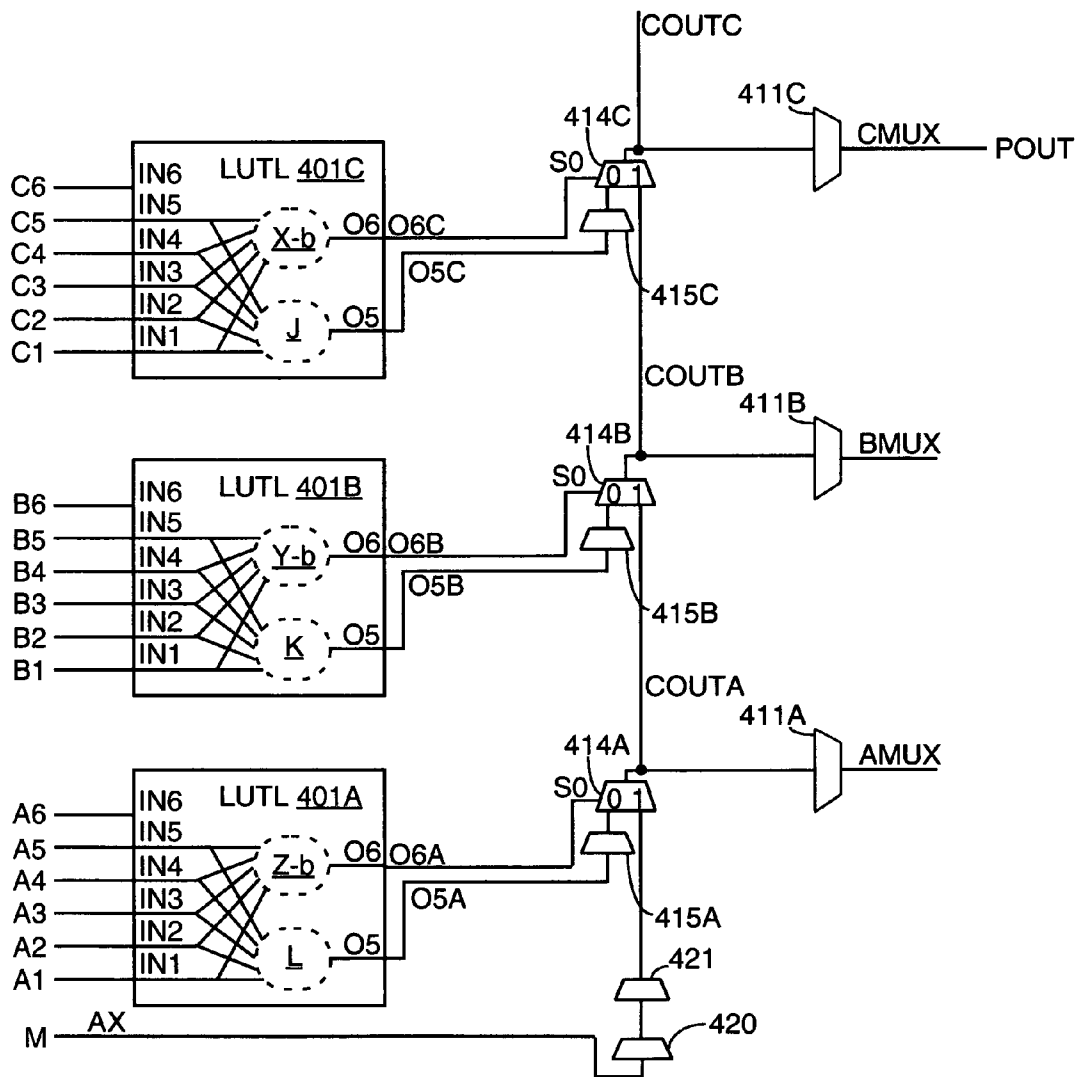 COUTC
411C
414C
CMUX
POUT
LUTL 401C
S0
0 1
C6 IN6
C5 IN5
C4 IN4
C3 IN3
C2 IN2
C1 IN1
X-b
O6 O6C
O5C
J
O5
415C
COUTB
411B
414B
BMUX
LUTL 401B
S0
0 1
B6 IN6
B5 IN5
B4 IN4
B3 IN3
B2 IN2
B1 IN1
Y-b
O6 O6B
O5B
K
O5
415B
COUTA
411A
414A
AMUX
LUTL 401A
S0
0 1
A6 IN6
A5 IN5
A4 IN4
A3 IN3
A2 IN2
A1 IN1
Z-b
O6 O6A
O5A
L
O5
415A
421
M AX
420